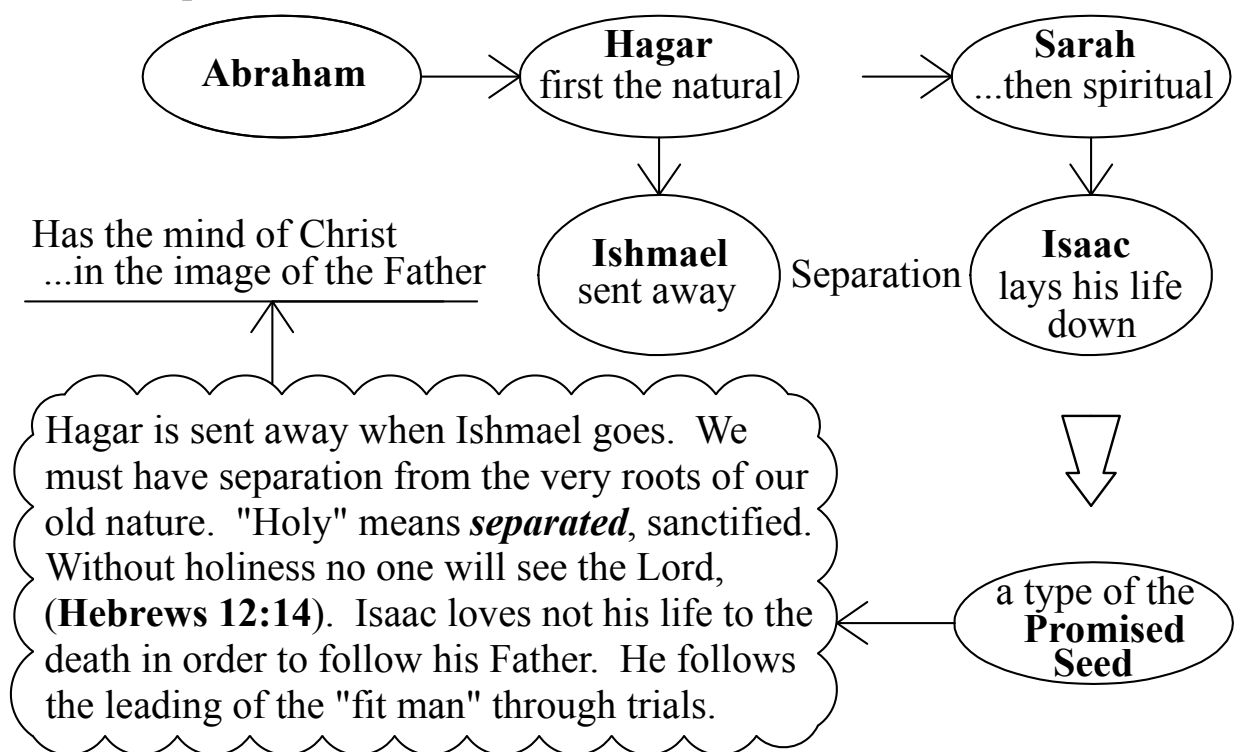 Abraham
Hagar
first the natural
Sarah
...then spiritual
Ishmael
sent away
Separation
Isaac
lays his life
down
Has the mind of Christ
...in the image of the Father
Hagar is sent away when Ishmael goes. We
must have separation from the very roots of our
old nature. "Holy" means separated, sanctified.
Without holiness no one will see the Lord,
(Hebrews 12:14). Isaac loves not his life to the
death in order to follow his Father. He follows
the leading of the "fit man" through trials.
a type of the
Promised
Seed